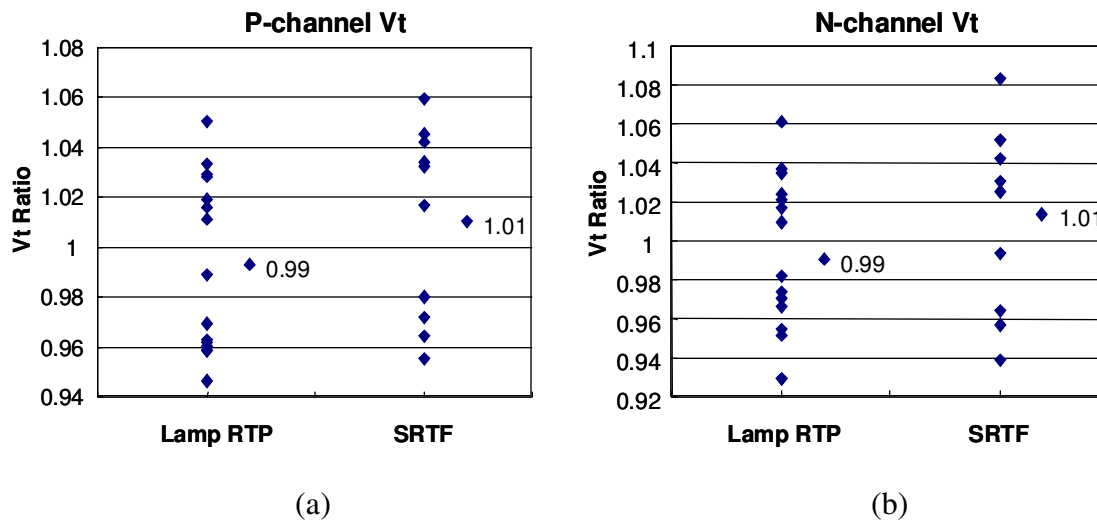 P-channel Vt
1.08
1.06
1.04
1.02
1
0.98
0.96
0.94
Vt Ratio
0.99
1.01
Lamp RTP
SRTF
(a)
N-channel Vt
1.1
1.08
1.06
1.04
1.02
1
0.98
0.96
0.94
0.92
Vt Ratio
0.99
1.01
Lamp RTP
SRTF
(b)